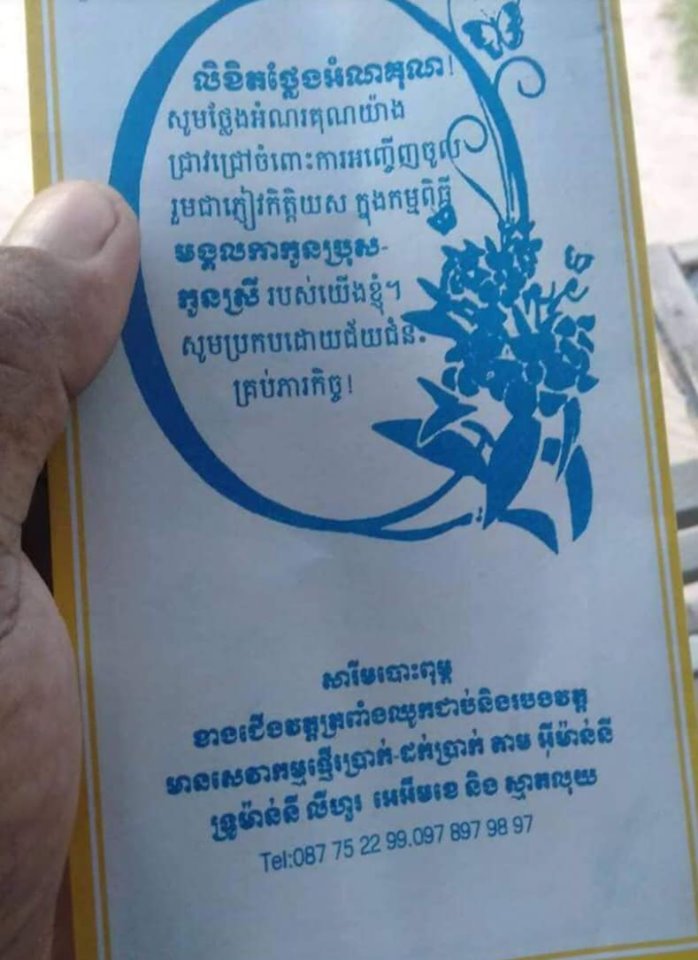 លិខិតថ្លែងអំណរគុណ!
សូមថ្លែងអំណរគុណយ៉ាង
ជ្រាវជ្រៅចំពោះការអញ្ជើញចូល
រួមជាភ្ញៀវកិត្តិយស ក្នុងកម្មពិធី
មង្គលការកូនប្រុស-
កូនស្រី របស់យើងខ្ញុំ។
សូមប្រកបដោយជ័យជំនះ
គ្រប់ភារកិច្ច!
សារឹមបោះពុម្ព
ខាងជើងវត្តត្រពាំងឈូកជាប់និងរបងវត្ត
មានសេវាកម្មផ្ញើរប្រាក់-ដក់ប្រាក់ តាម អ៊ីម៉ាន់នី
ទ្រូម៉ាន់នី លីហួរ អេអឹមខេ និង ស្មាតលុយ
Tel:087 75 22 99.097 897 98 97